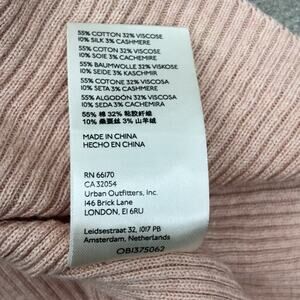 55% COTTON 32% VISCOSE
10% SILK 3% CASHMERE
55% COTON 32% VISCOSE
10% SOIE 3% CACHEMIRE
55% BAUMWOLLE 32% VISKOSE
10% SEIDE 3% KASCHMIR
55% COTONE 32% VISCOSA
10% SETA 3% CASHMERE
55% ALGODÓN 32% VISCOSA
10% SEDA 3% CACHEMIRA
55% 棉 32% 粘胶纤维
10% 桑蚕丝 3% 山羊绒
MADE IN CHINA
HECHO EN CHINA
RN 66170
CA 32054
Urban Outfitters, Inc.
146 Brick Lane
LONDON, E1 6RU
Leidsestraat 32, 1017 PB
Amsterdam, Netherlands
OB1375062